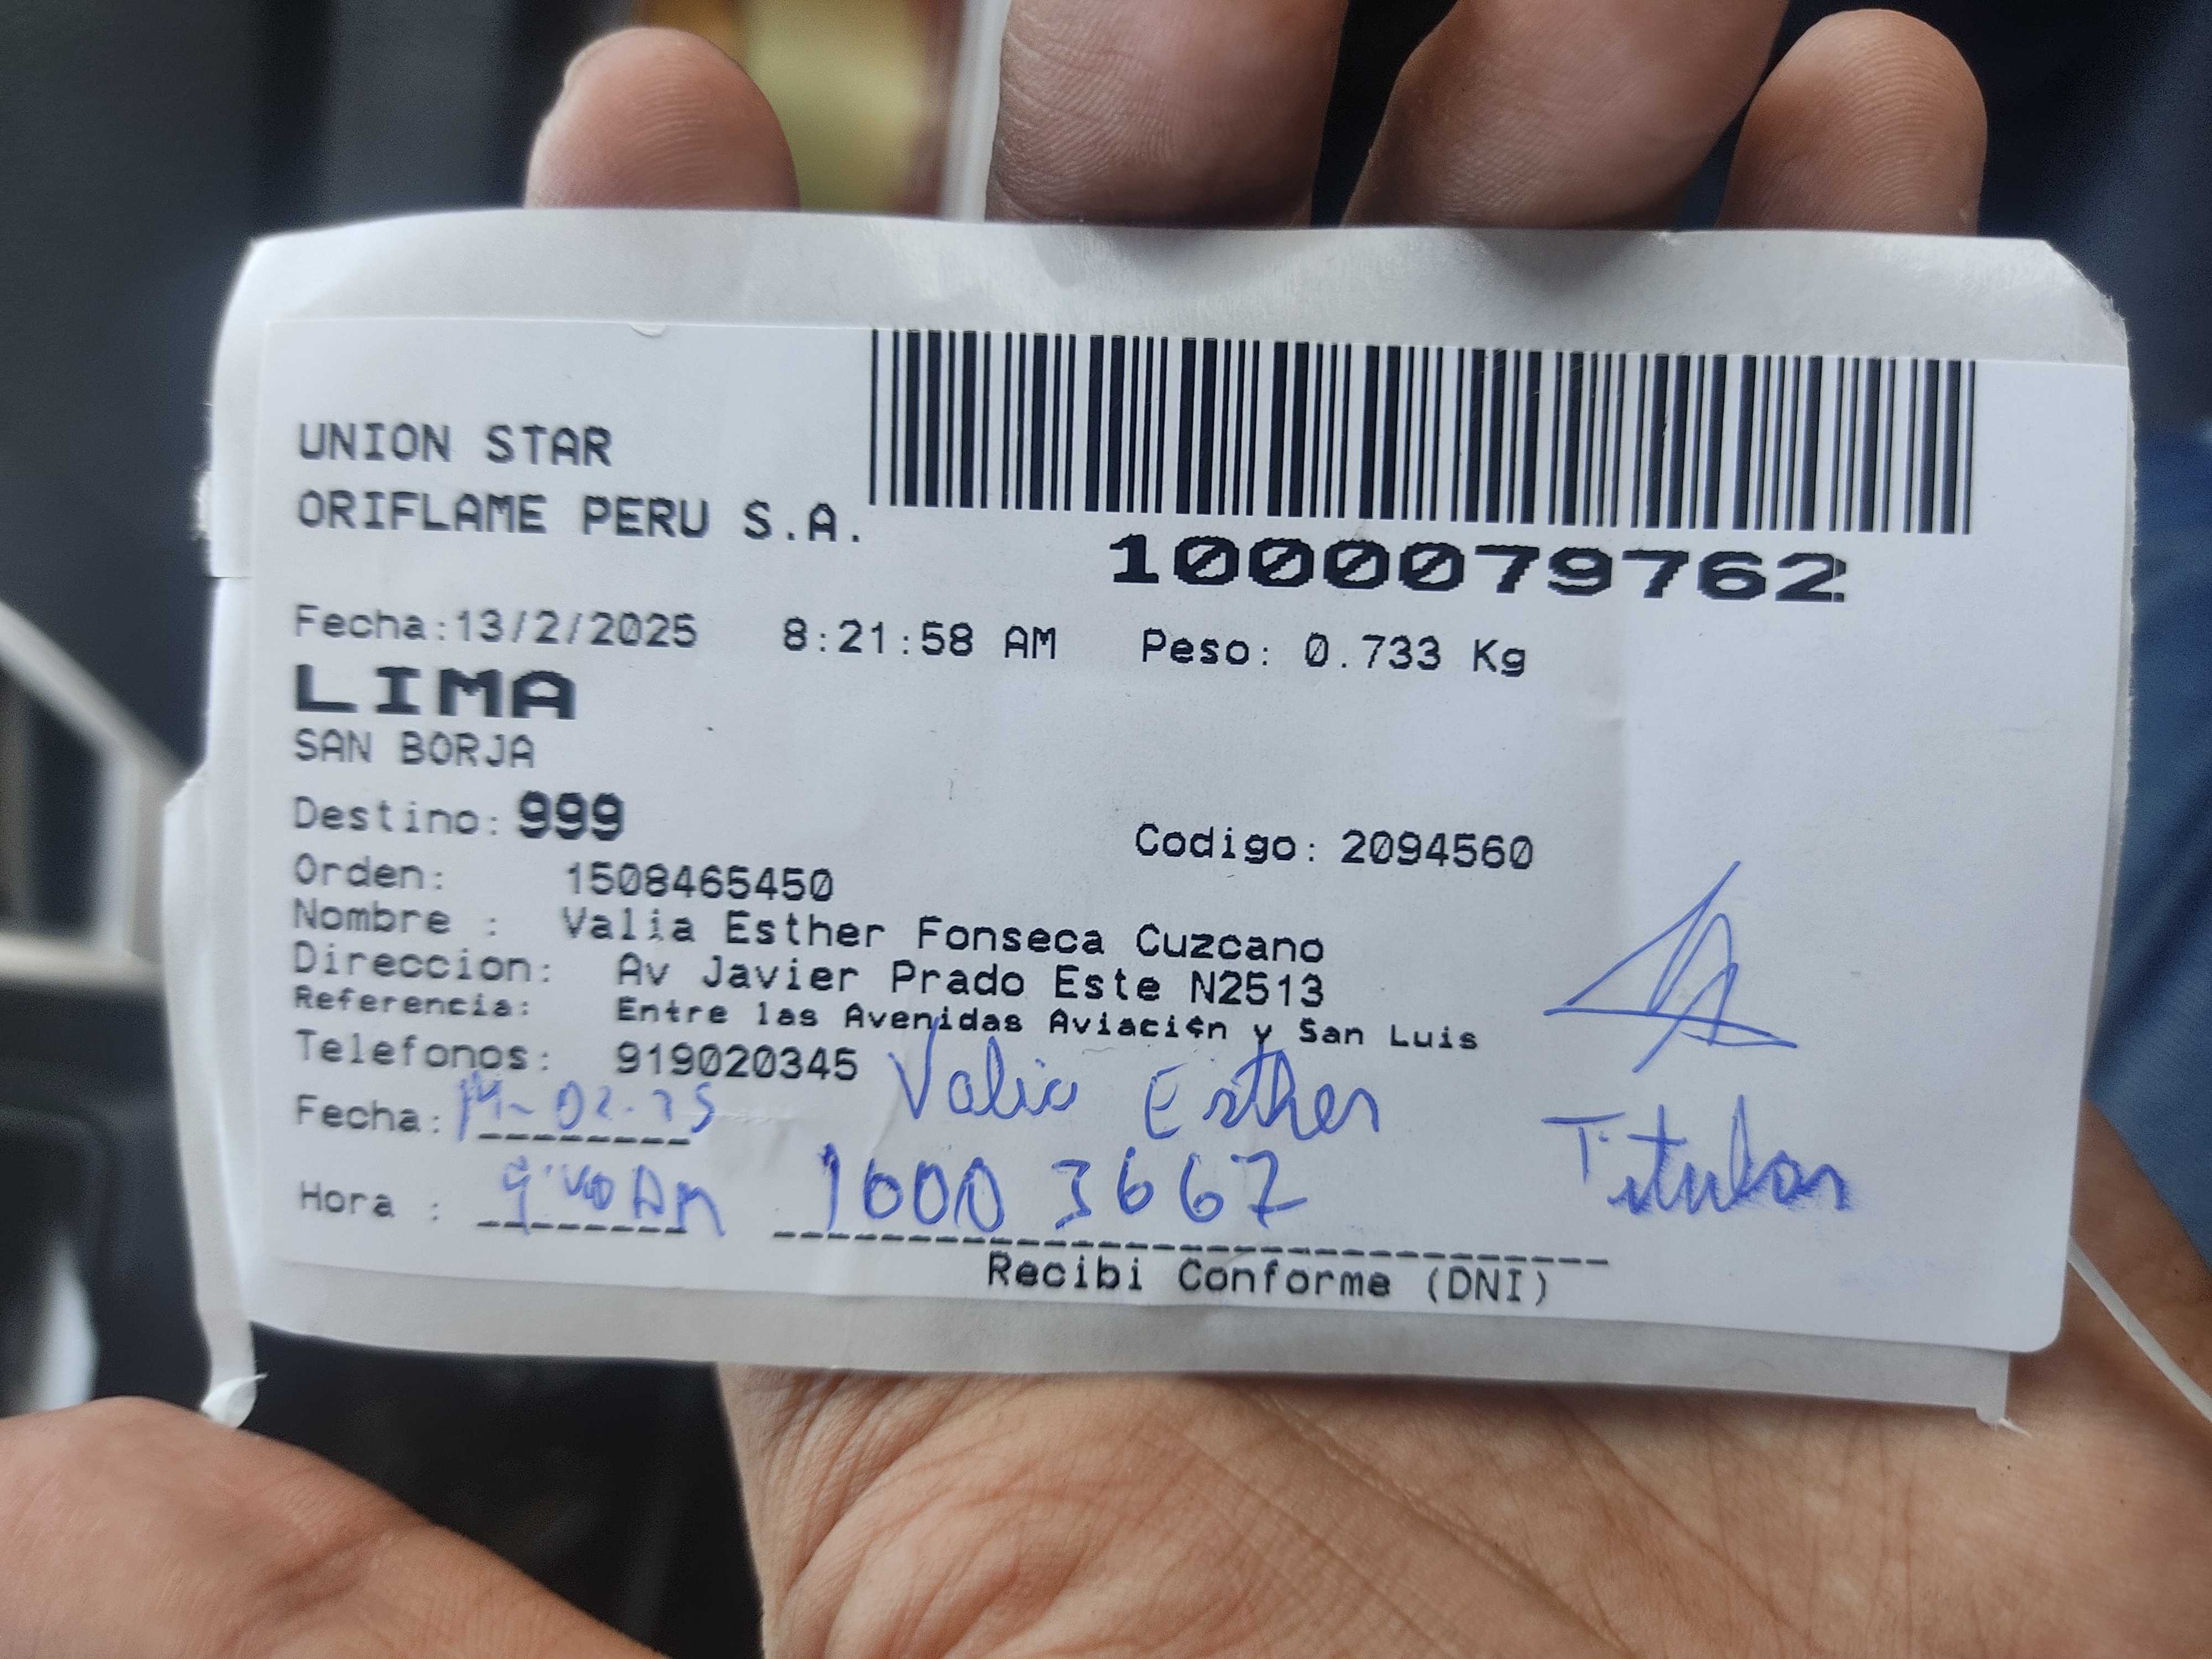 UNION STAR
ORIFLAME PERU S.A.
1000079762
Fecha:13/2/2025 8:21:58 AM Peso: 0.733 Kg
LIMA
SAN BORJA
Destino: 999
Codigo: 2094560
Orden: 1508465450
Nombre : Valia Esther Fonseca Cuzcano
Direccion: Av Javier Prado Este N2513
Referencia: Entre las Avenidas Aviaci¢n y San Luis
Telefonos: 919020345
Valia Esther
Fecha: 14-02-25
Titular
Hora : 9:40 AM 10003667
Recibi Conforme (DNI)